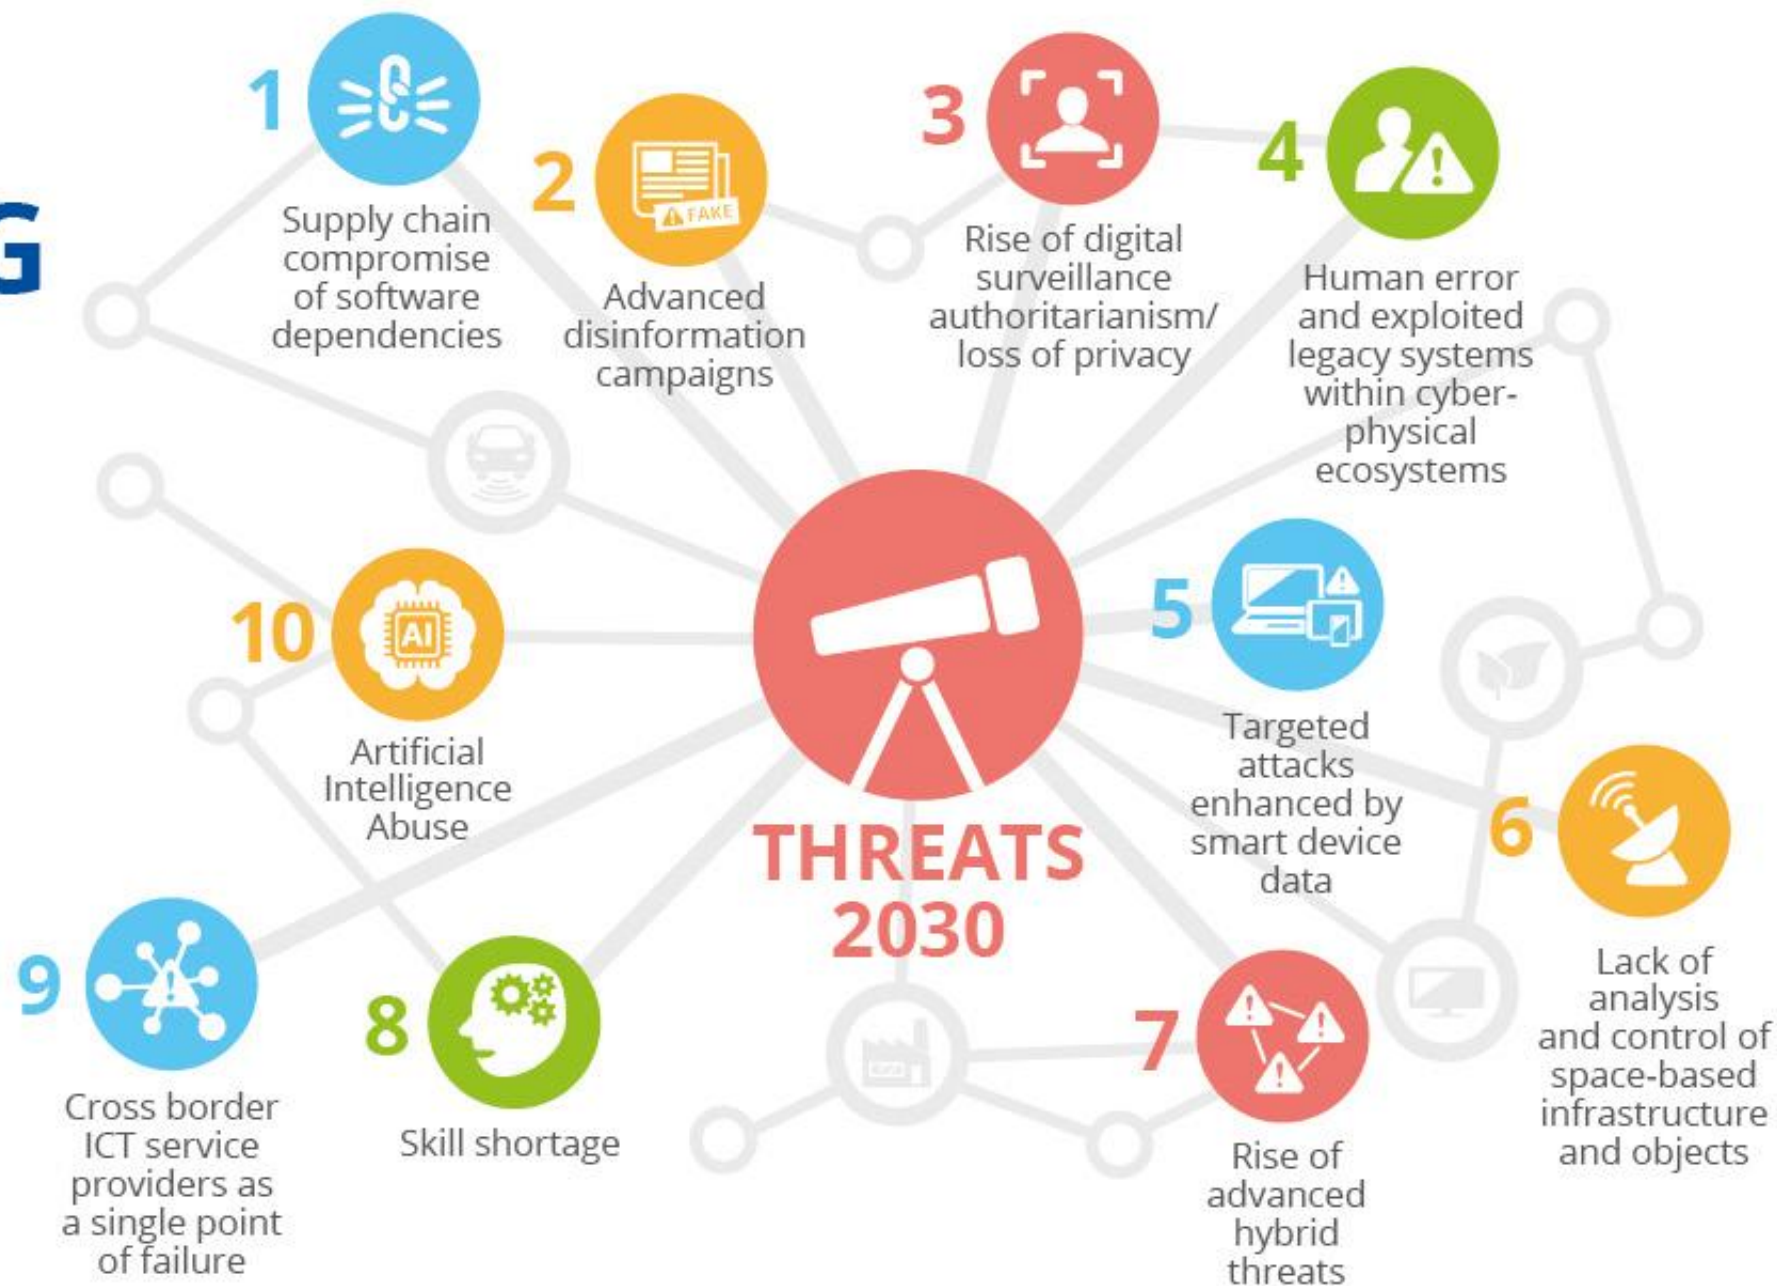 G
1
Supply chain
compromise
of software
dependencies
2
FAKE
Advanced
disinformation
campaigns
3
Rise of digital
surveillance
authoritarianism/
loss of privacy
4
Human error
and exploited
legacy systems
within cyber-
physical
ecosystems
5
Targeted
attacks
enhanced by
smart device
data
6
Lack of
analysis
and control of
space-based
infrastructure
and objects
7
Rise of
advanced
hybrid
threats
8
Skill shortage
9
Cross border
ICT service
providers as
a single point
of failure
10
AI
Artificial
Intelligence
Abuse
THREATS
2030